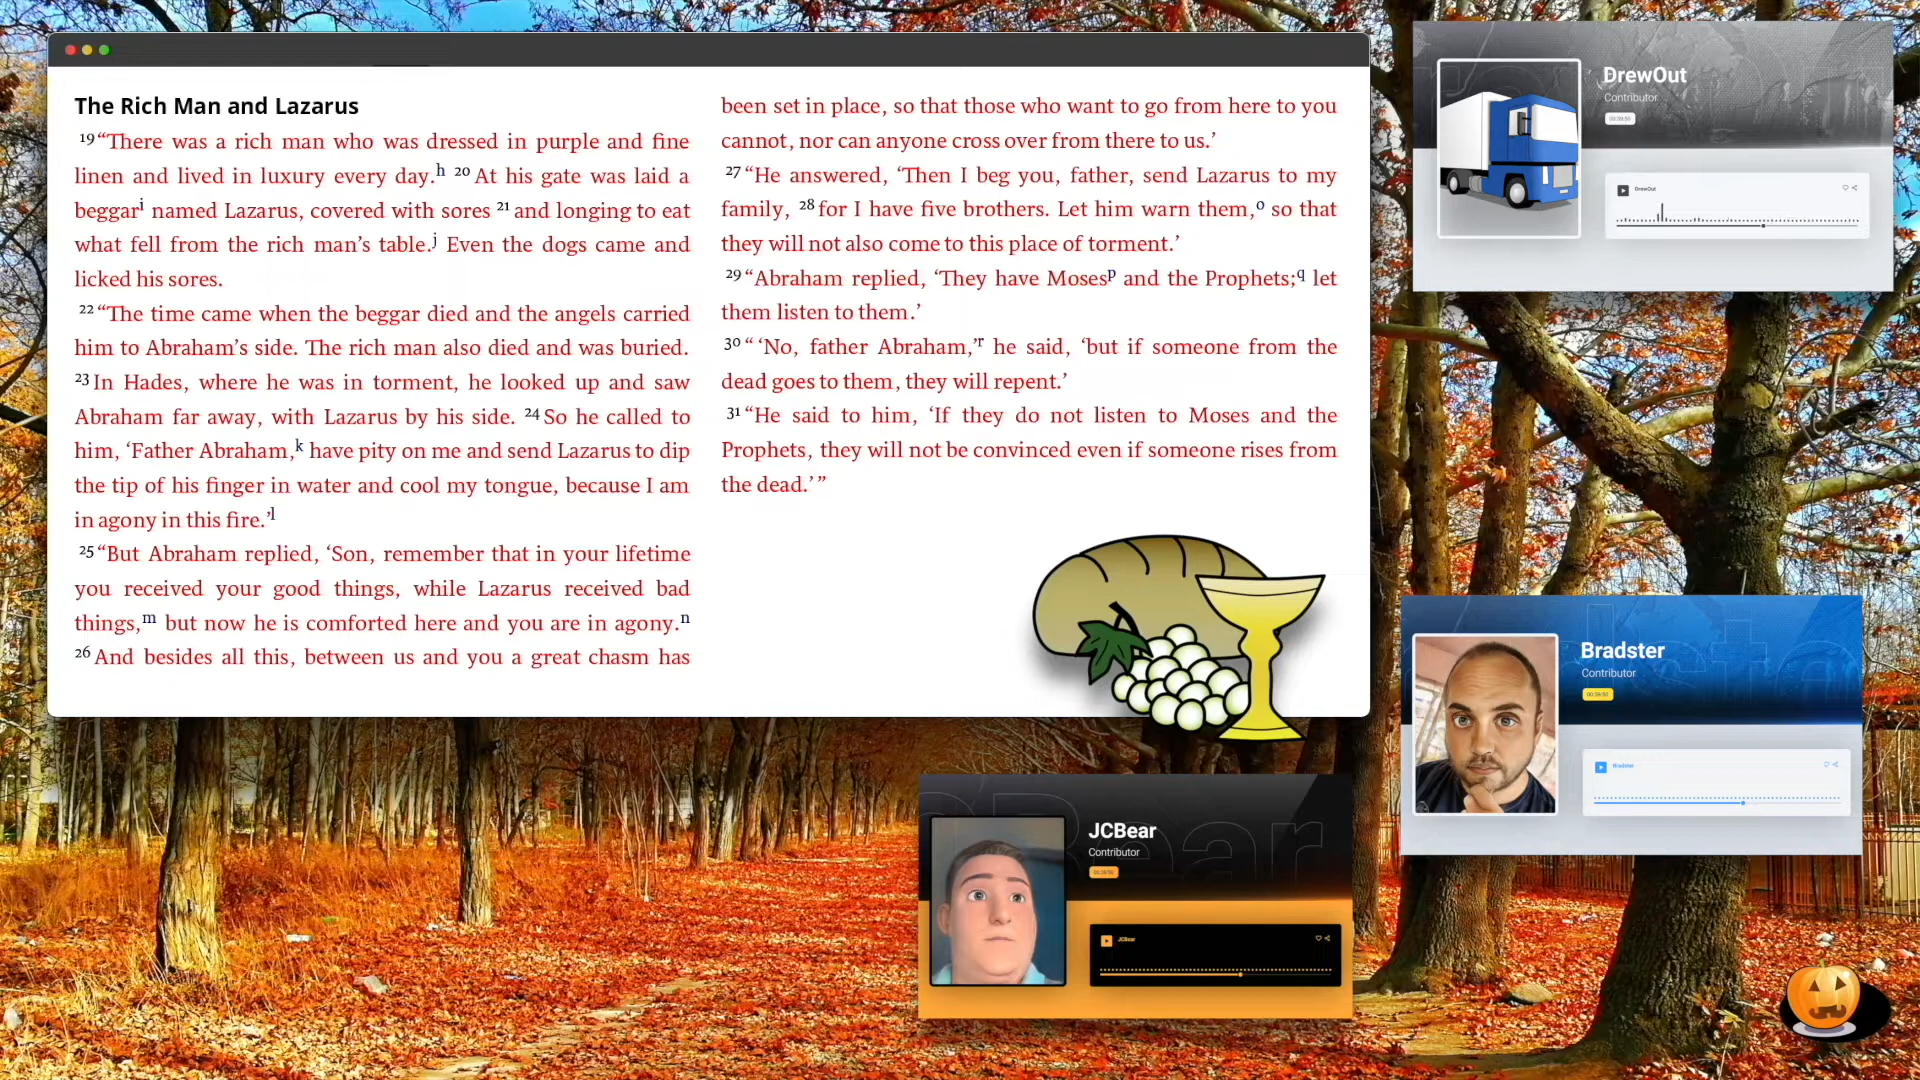 The Rich Man and Lazarus
19 “There was a rich man who was dressed in purple and fine
linen and lived in luxury every day.h 20 At his gate was laid a
beggari named Lazarus, covered with sores 21 and longing to eat
what fell from the rich man’s table.j Even the dogs came and
licked his sores.
22 “The time came when the beggar died and the angels carried
him to Abraham’s side. The rich man also died and was buried.
23 In Hades, where he was in torment, he looked up and saw
Abraham far away, with Lazarus by his side. 24 So he called to
him, ‘Father Abraham,k have pity on me and send Lazarus to dip
the tip of his finger in water and cool my tongue, because I am
in agony in this fire.’l
25 “But Abraham replied, ‘Son, remember that in your lifetime
you received your good things, while Lazarus received bad
things,m but now he is comforted here and you are in agony.n
26 And besides all this, between us and you a great chasm has
been set in place, so that those who want to go from here to you
cannot, nor can anyone cross over from there to us.’
27 “He answered, ‘Then I beg you, father, send Lazarus to my
family, 28 for I have five brothers. Let him warn them,o so that
they will not also come to this place of torment.’
29 “Abraham replied, ‘They have Mosesp and the Prophets;q let
them listen to them.’
30 “ ‘No, father Abraham,’r he said, ‘but if someone from the
dead goes to them, they will repent.’
31 “He said to him, ‘If they do not listen to Moses and the
Prophets, they will not be convinced even if someone rises from
the dead.’ ”
DrewOut
Contributor
DrewOut
Bradster
Contributor
Bradster
JCBear
Contributor
JCBear